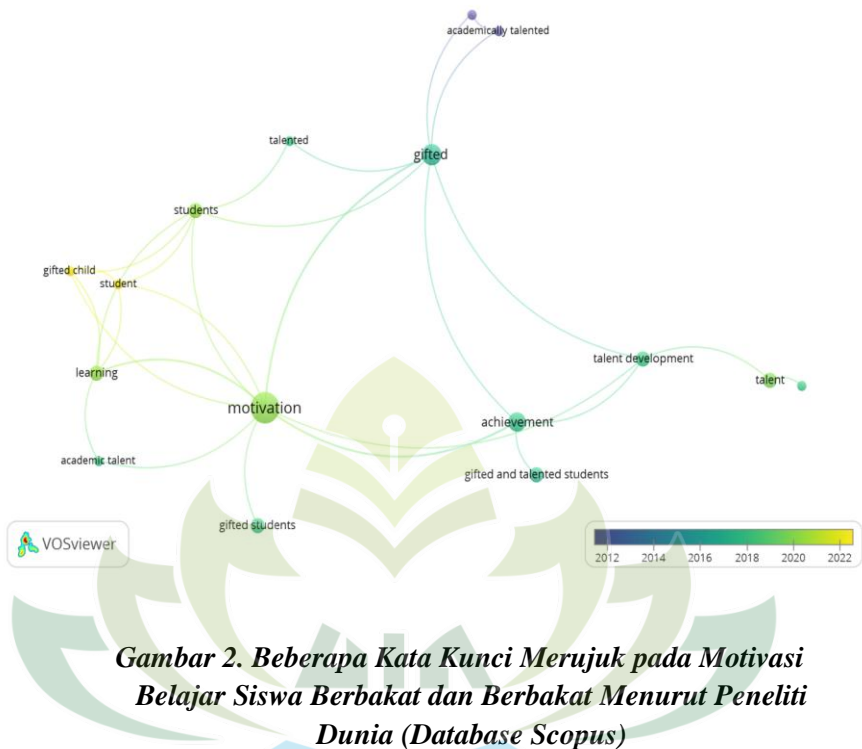 academically talented
talented
gifted
students
gifted child
student
learning
talent development
talent
motivation
achievement
academic talent
gifted and talented students
gifted students
VOSviewer
2012 2014 2016 2018 2020 2022
Gambar 2. Beberapa Kata Kunci Merujuk pada Motivasi
Belajar Siswa Berbakat dan Berbakat Menurut Peneliti
Dunia (Database Scopus)